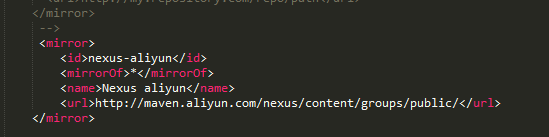 </mirror>
-->
<mirror>
<id>nexus-aliyun</id>
<mirrorOf>*</mirrorOf>
<name>Nexus aliyun</name>
<url>http://maven.aliyun.com/nexus/content/groups/public/</url>
</mirror>